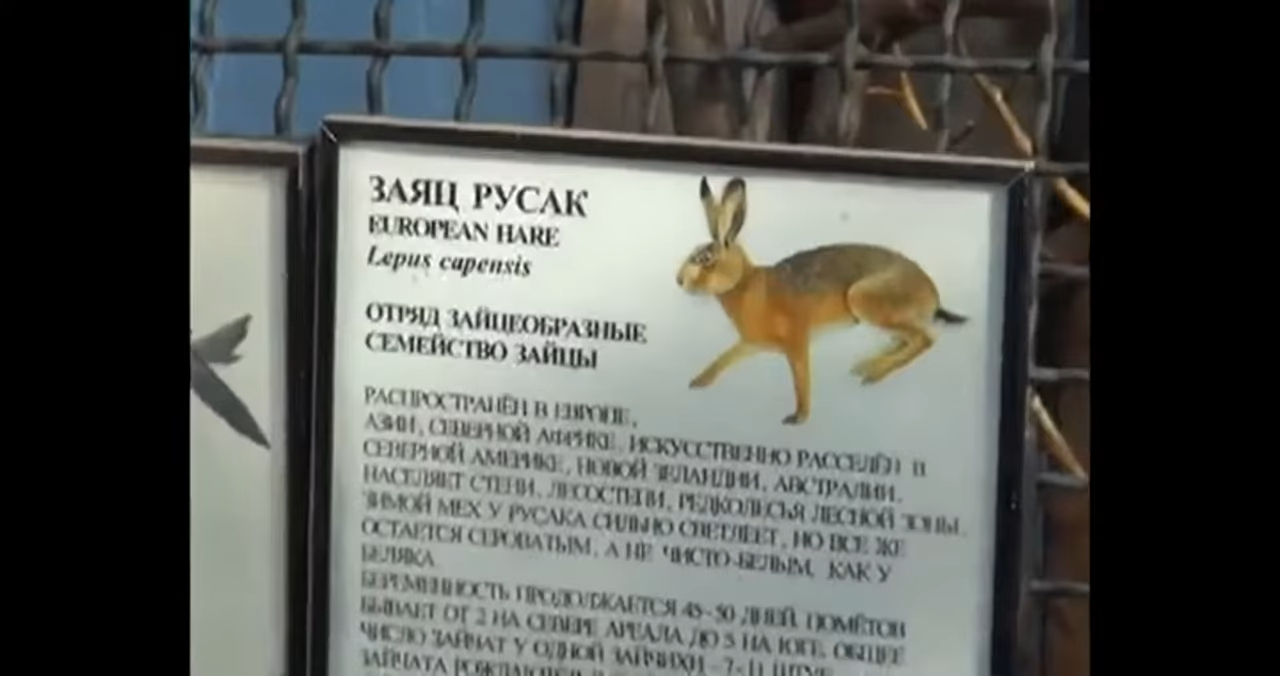 ЗАЯЦ РУСАК
EUROPEAN HARE
Lepus capensis
ОТРЯД ЗАЙЦЕОБРАЗНЫЕ
СЕМЕЙСТВО ЗАЙЦЫ
РАСПРОСТРАНЁН В ЕВРОПЕ,
АЗИИ, СЕВЕРНОЙ АФРИКЕ, ИСКУССТВЕННО РАССЕЛЁН В
СЕВЕРНОЙ АМЕРИКЕ, НОВОЙ ЗЕЛАНДИИ, АВСТРАЛИИ.
НАСЕЛЯЕТ СТЕПИ, ЛЕСОСТЕПИ, РЕДКОЛЕСЬЯ ЛЕСНОЙ ЗОНЫ.
ЗИМОЙ МЕХ У РУСАКА СИЛЬНО СВЕТЛЕЕТ, НО ВСЕ ЖЕ
ОСТАЕТСЯ СЕРОВАТЫМ, А НЕ ЧИСТО-БЕЛЫМ, КАК У
БЕЛЯКА.
БЕРЕМЕННОСТЬ ПРОДОЛЖАЕТСЯ 45-50 ДНЕЙ. ПОМЁТОВ
БЫВАЕТ ОТ 2 НА СЕВЕРЕ АРЕАЛА ДО 5 НА ЮГЕ. ОБЩЕЕ
ЧИСЛО ЗАЙЧАТ У ОДНОЙ ЗАЙЧИХИ - 7-11 ШТУК.
ЗАЙЧАТА